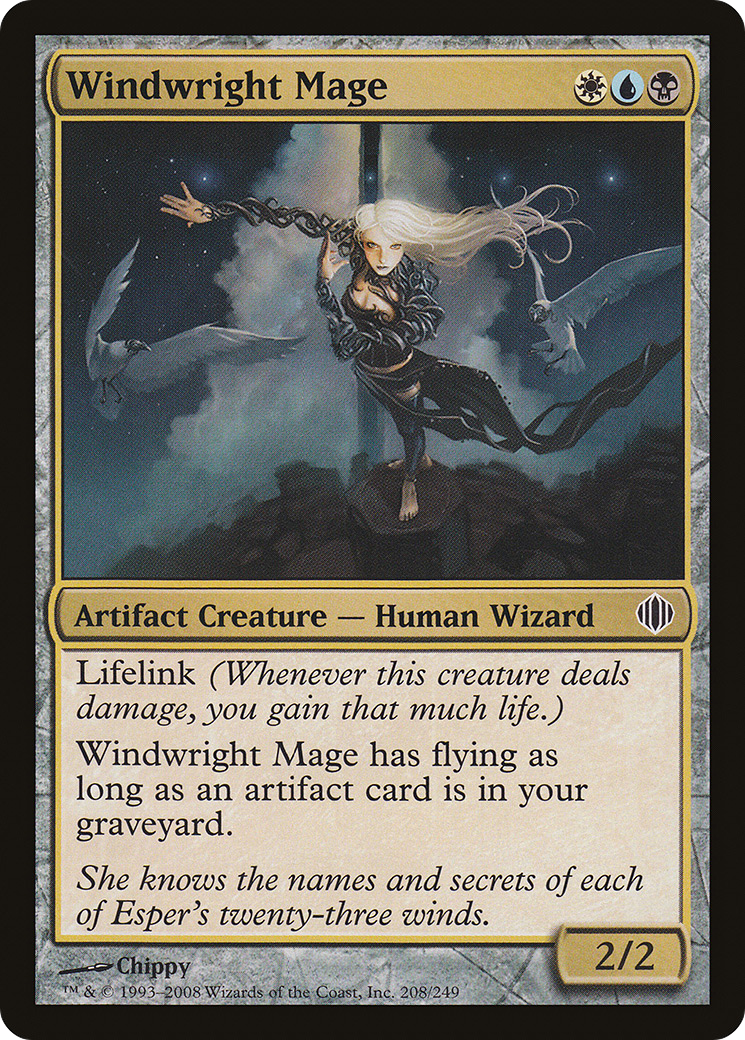 Windwright Mage
Artifact Creature — Human Wizard
Lifelink (Whenever this creature deals
damage, you gain that much life.)
Windwright Mage has flying as
long as an artifact card is in your
graveyard.
She knows the names and secrets of each
of Esper's twenty-three winds.
2/2
Chippy
™ & © 1993–2008 Wizards of the Coast, Inc. 208/249